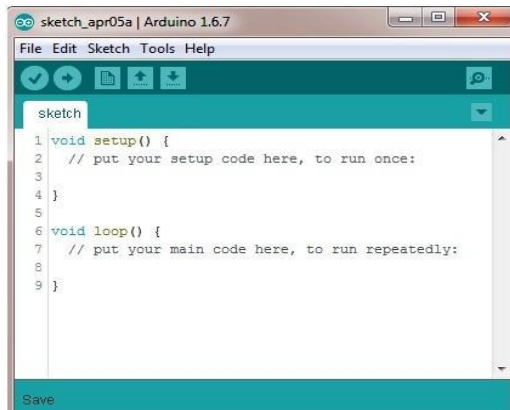 sketch_apr05a | Arduino 1.6.7
File Edit Sketch Tools Help
sketch
1 void setup() {
2 // put your setup code here, to run once:
3
4 }
5
6 void loop() {
7 // put your main code here, to run repeatedly:
8
9 }
Save